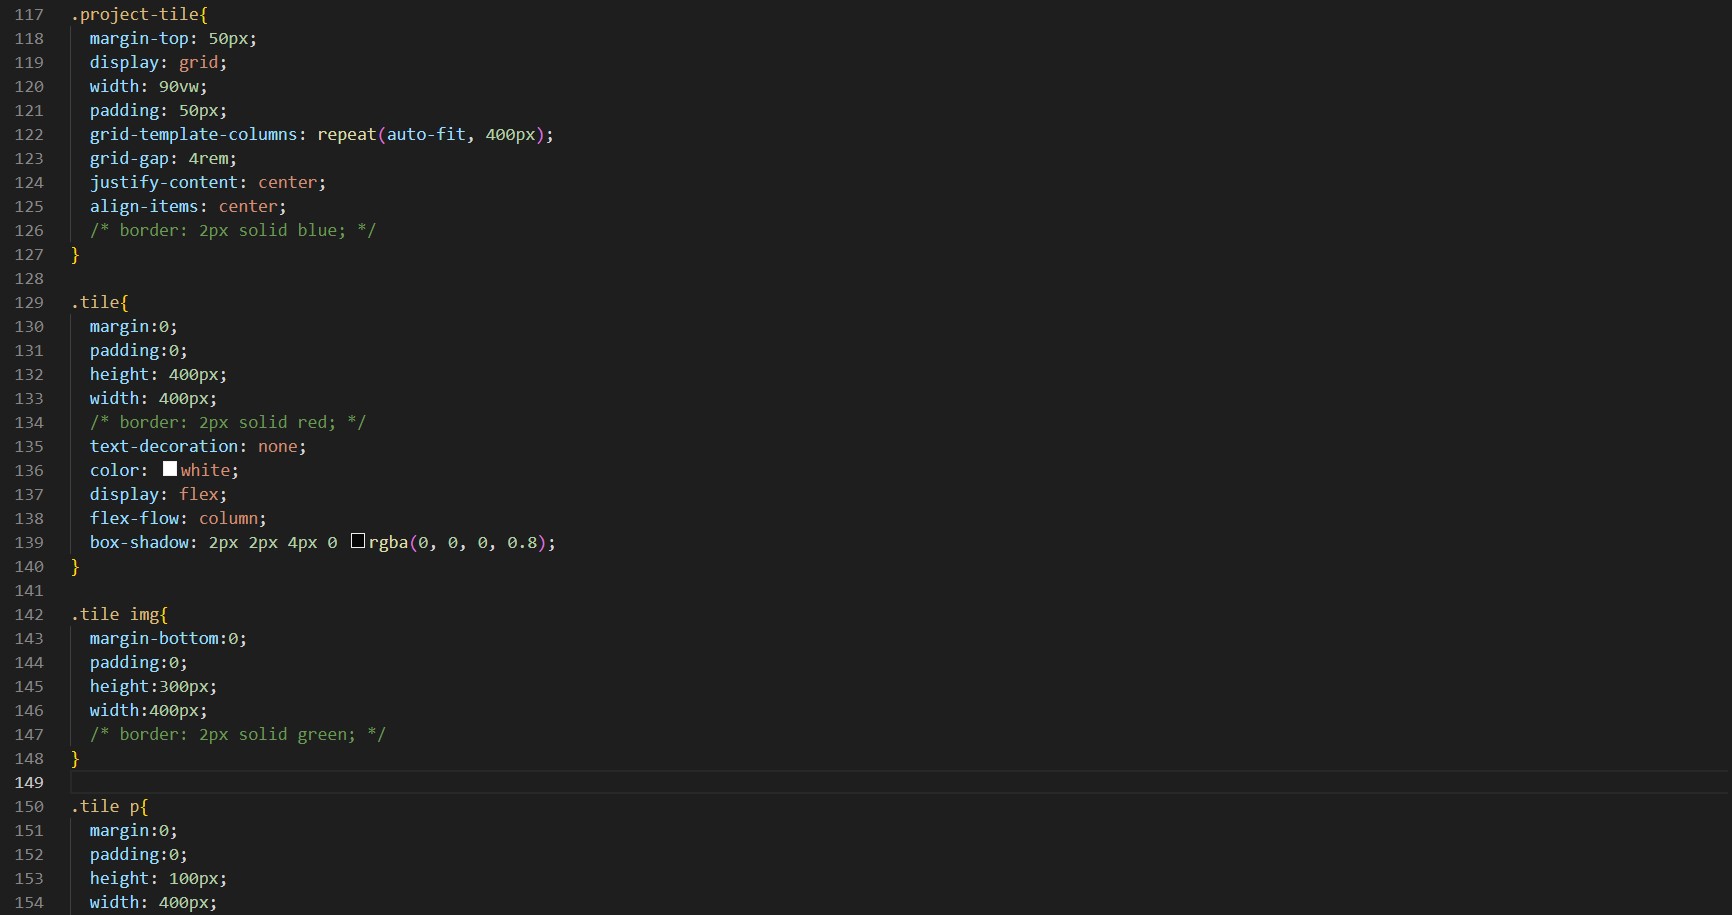 117 .project-tile{
118 margin-top: 50px;
119 display: grid;
120 width: 90vw;
121 padding: 50px;
122 grid-template-columns: repeat(auto-fit, 400px);
123 grid-gap: 4rem;
124 justify-content: center;
125 align-items: center;
126 /* border: 2px solid blue; */
127 }
128
129 .tile{
130 margin:0;
131 padding:0;
132 height: 400px;
133 width: 400px;
134 /* border: 2px solid red; */
135 text-decoration: none;
136 color: white;
137 display: flex;
138 flex-flow: column;
139 box-shadow: 2px 2px 4px 0 rgba(0, 0, 0, 0.8);
140 }
141
142 .tile img{
143 margin-bottom:0;
144 padding:0;
145 height:300px;
146 width:400px;
147 /* border: 2px solid green; */
148 }
149
150 .tile p{
151 margin:0;
152 padding:0;
153 height: 100px;
154 width: 400px;